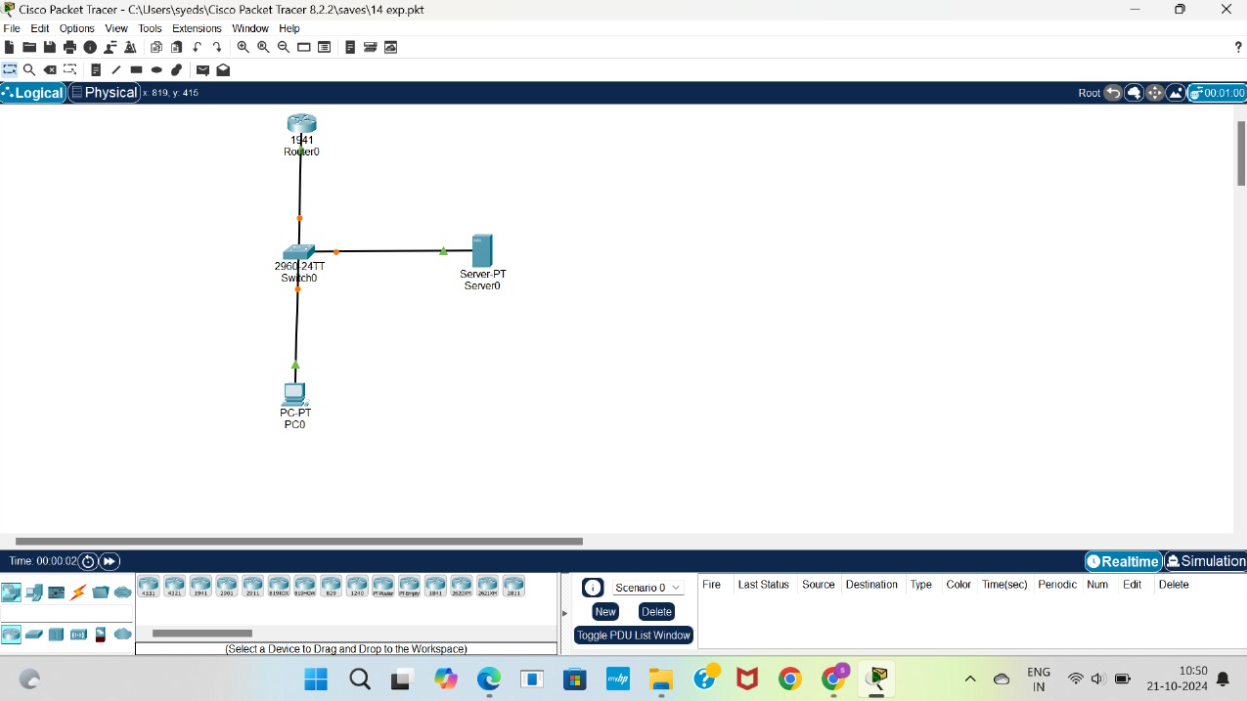 Cisco Packet Tracer - C:\Users\syeds\Cisco Packet Tracer 8.2.2\saves\14 exp.pkt
File Edit Options View Tools Extensions Window Help
?
Logical Physical x: 819, y: 415 Root 00:01:00
1941
Router0
2960-24TT
Switch0
Server-PT
Server0
PC-PT
PC0
Time: 00:00:02 Realtime Simulation
Scenario 0 Fire Last Status Source Destination Type Color Time(sec) Periodic Num Edit Delete
4331 4321 1941 2901 2911 819IOX 819HGW 829 1240 PT-Router PT-Empty 1841 2620XM 2621XM 2811
New Delete
Toggle PDU List Window
(Select a Device to Drag and Drop to the Workspace)
ENG
IN
10:50
21-10-2024